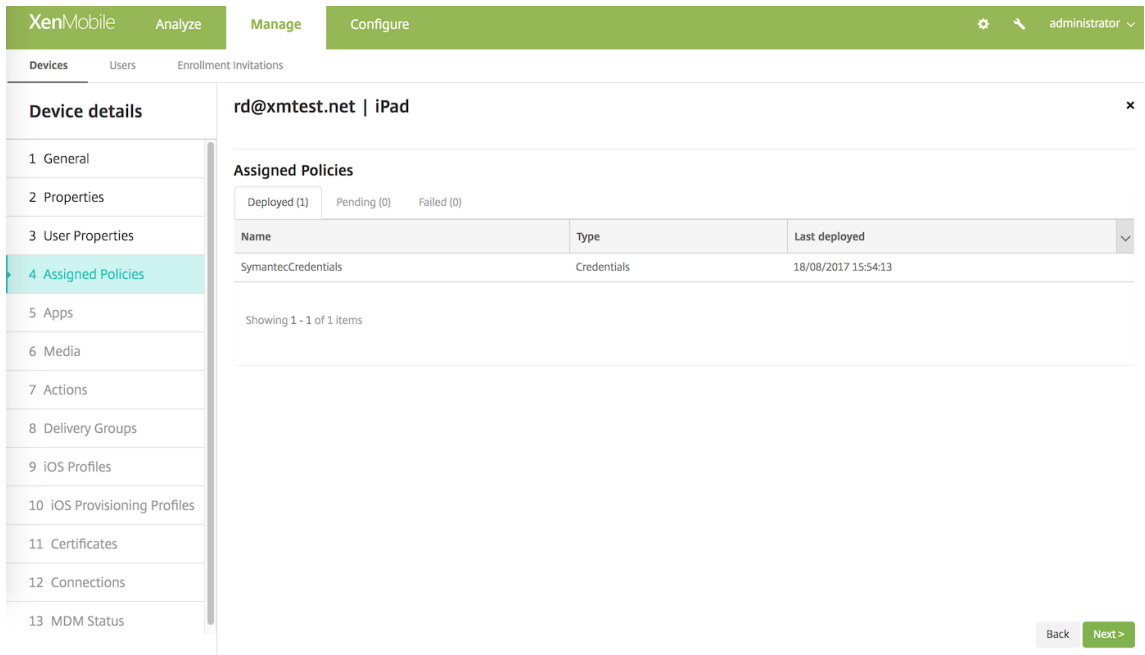 XenMobile Analyze Manage Configure administrator
Devices Users Enrollment Invitations
Device details
1 General
2 Properties
3 User Properties
4 Assigned Policies
5 Apps
6 Media
7 Actions
8 Delivery Groups
9 iOS Profiles
10 iOS Provisioning Profiles
11 Certificates
12 Connections
13 MDM Status
rd@xmtest.net | iPad
Assigned Policies
Deployed (1) Pending (0) Failed (0)
Name Type Last deployed
SymantecCredentials Credentials 18/08/2017 15:54:13
Showing 1 - 1 of 1 items
Back Next >